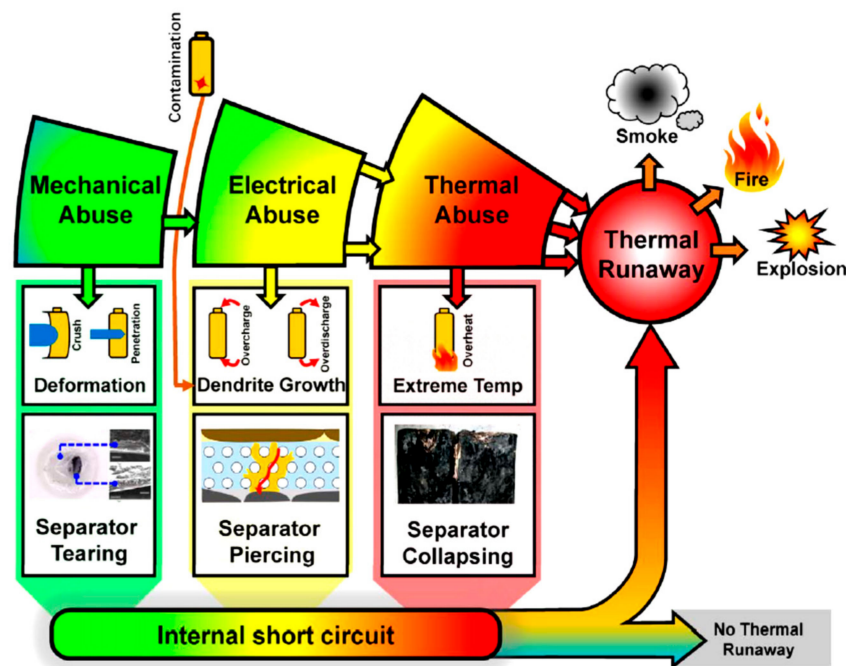 Contamination
Mechanical
Abuse
Electrical
Abuse
Thermal
Abuse
Thermal
Runaway
Smoke
Fire
Explosion
Crush
Penetration
Deformation
Overcharge
Overdischarge
Dendrite Growth
Overheat
Extreme Temp
Separator
Tearing
Separator
Piercing
Separator
Collapsing
Internal short circuit
No Thermal
Runaway